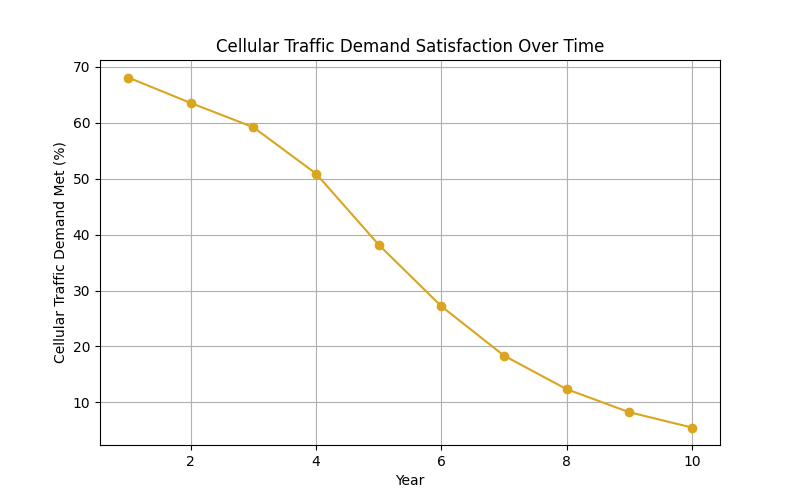 Cellular Traffic Demand Satisfaction Over Time
Cellular Traffic Demand Met (%)
70
60
50
40
30
20
10
2 4 6 8 10
Year